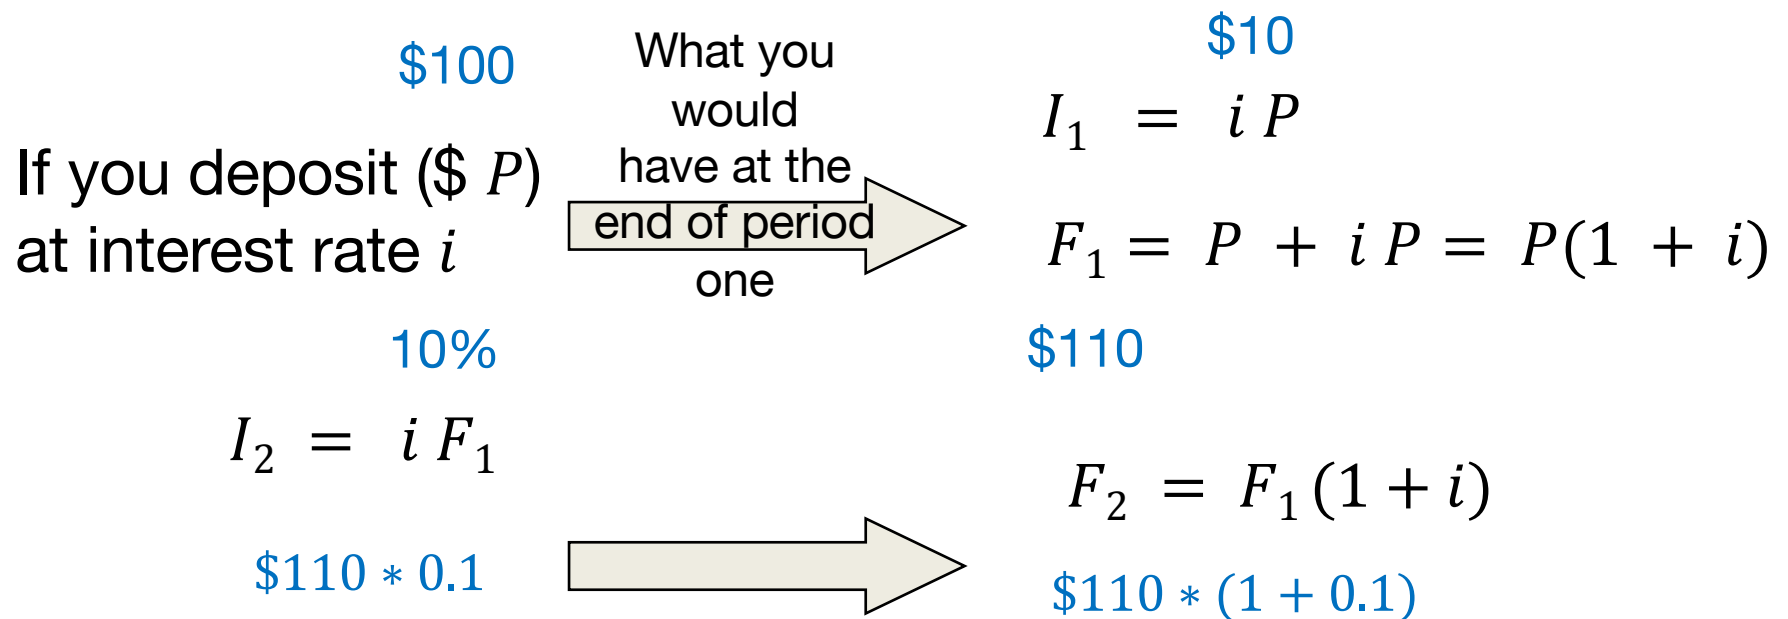 $100
If you deposit ($ P)
at interest rate i
10%
What you
would
have at the
end of period
one
$10
I₁ = i P
F₁ = P + i P = P(1 + i)
$110
I₂ = i F₁
$110 * 0.1
F₂ = F₁(1 + i)
$110 * (1 + 0.1)